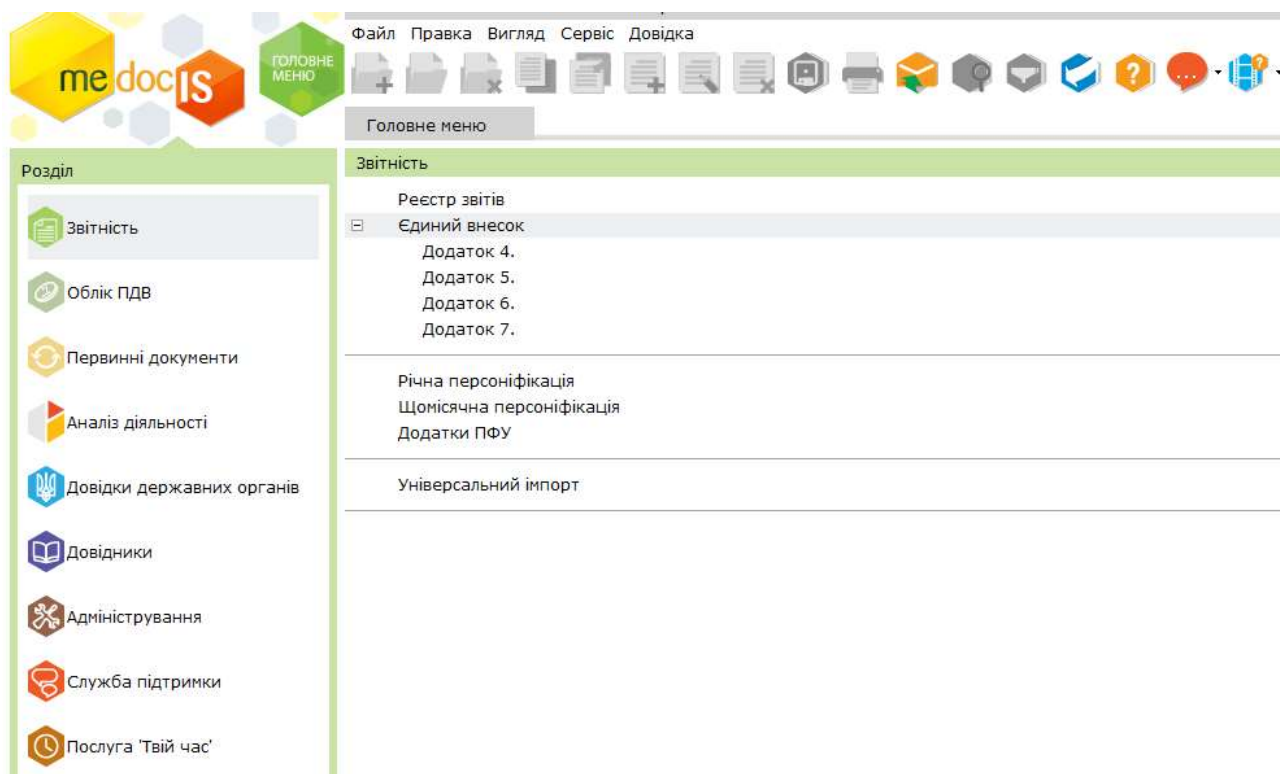 me doc IS
ГОЛОВНЕ
МЕНЮ
Файл Правка Вигляд Сервіс Довідка
Головне меню
Розділ
Звітність
Облік ПДВ
Первинні документи
Аналіз діяльності
Довідки державних органів
Довідники
Адміністрування
Служба підтримки
Послуга 'Твій час'
Звітність
Реєстр звітів
Єдиний внесок
Додаток 4.
Додаток 5.
Додаток 6.
Додаток 7.
Річна персоніфікація
Щомісячна персоніфікація
Додатки ПФУ
Універсальний імпорт